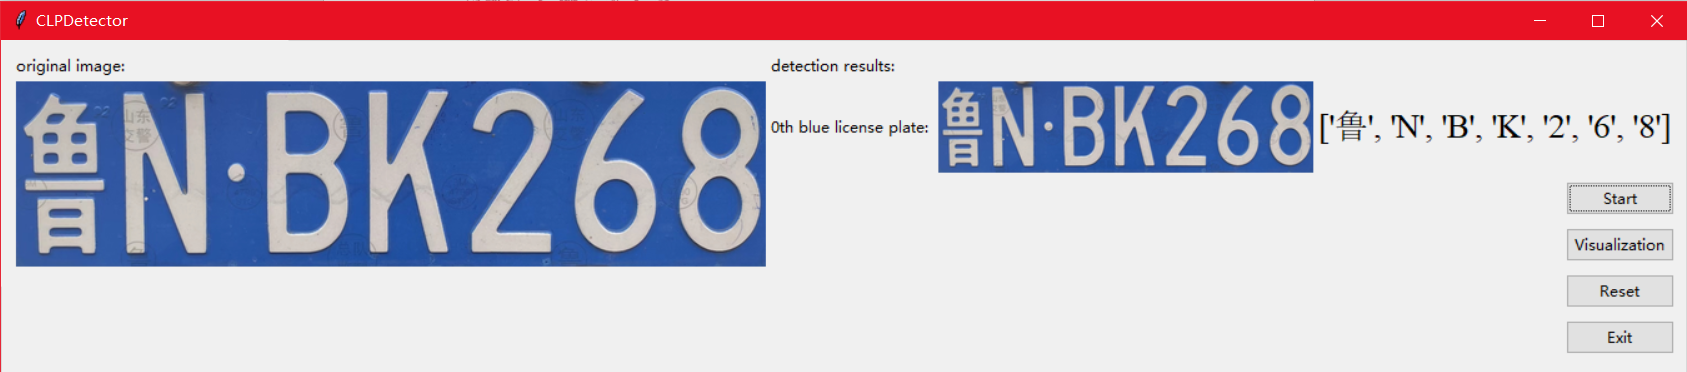 CLPDetector
original image:
鲁N·BK268
detection results:
0th blue license plate:
鲁N·BK268
['鲁', 'N', 'B', 'K', '2', '6', '8']
Start
Visualization
Reset
Exit